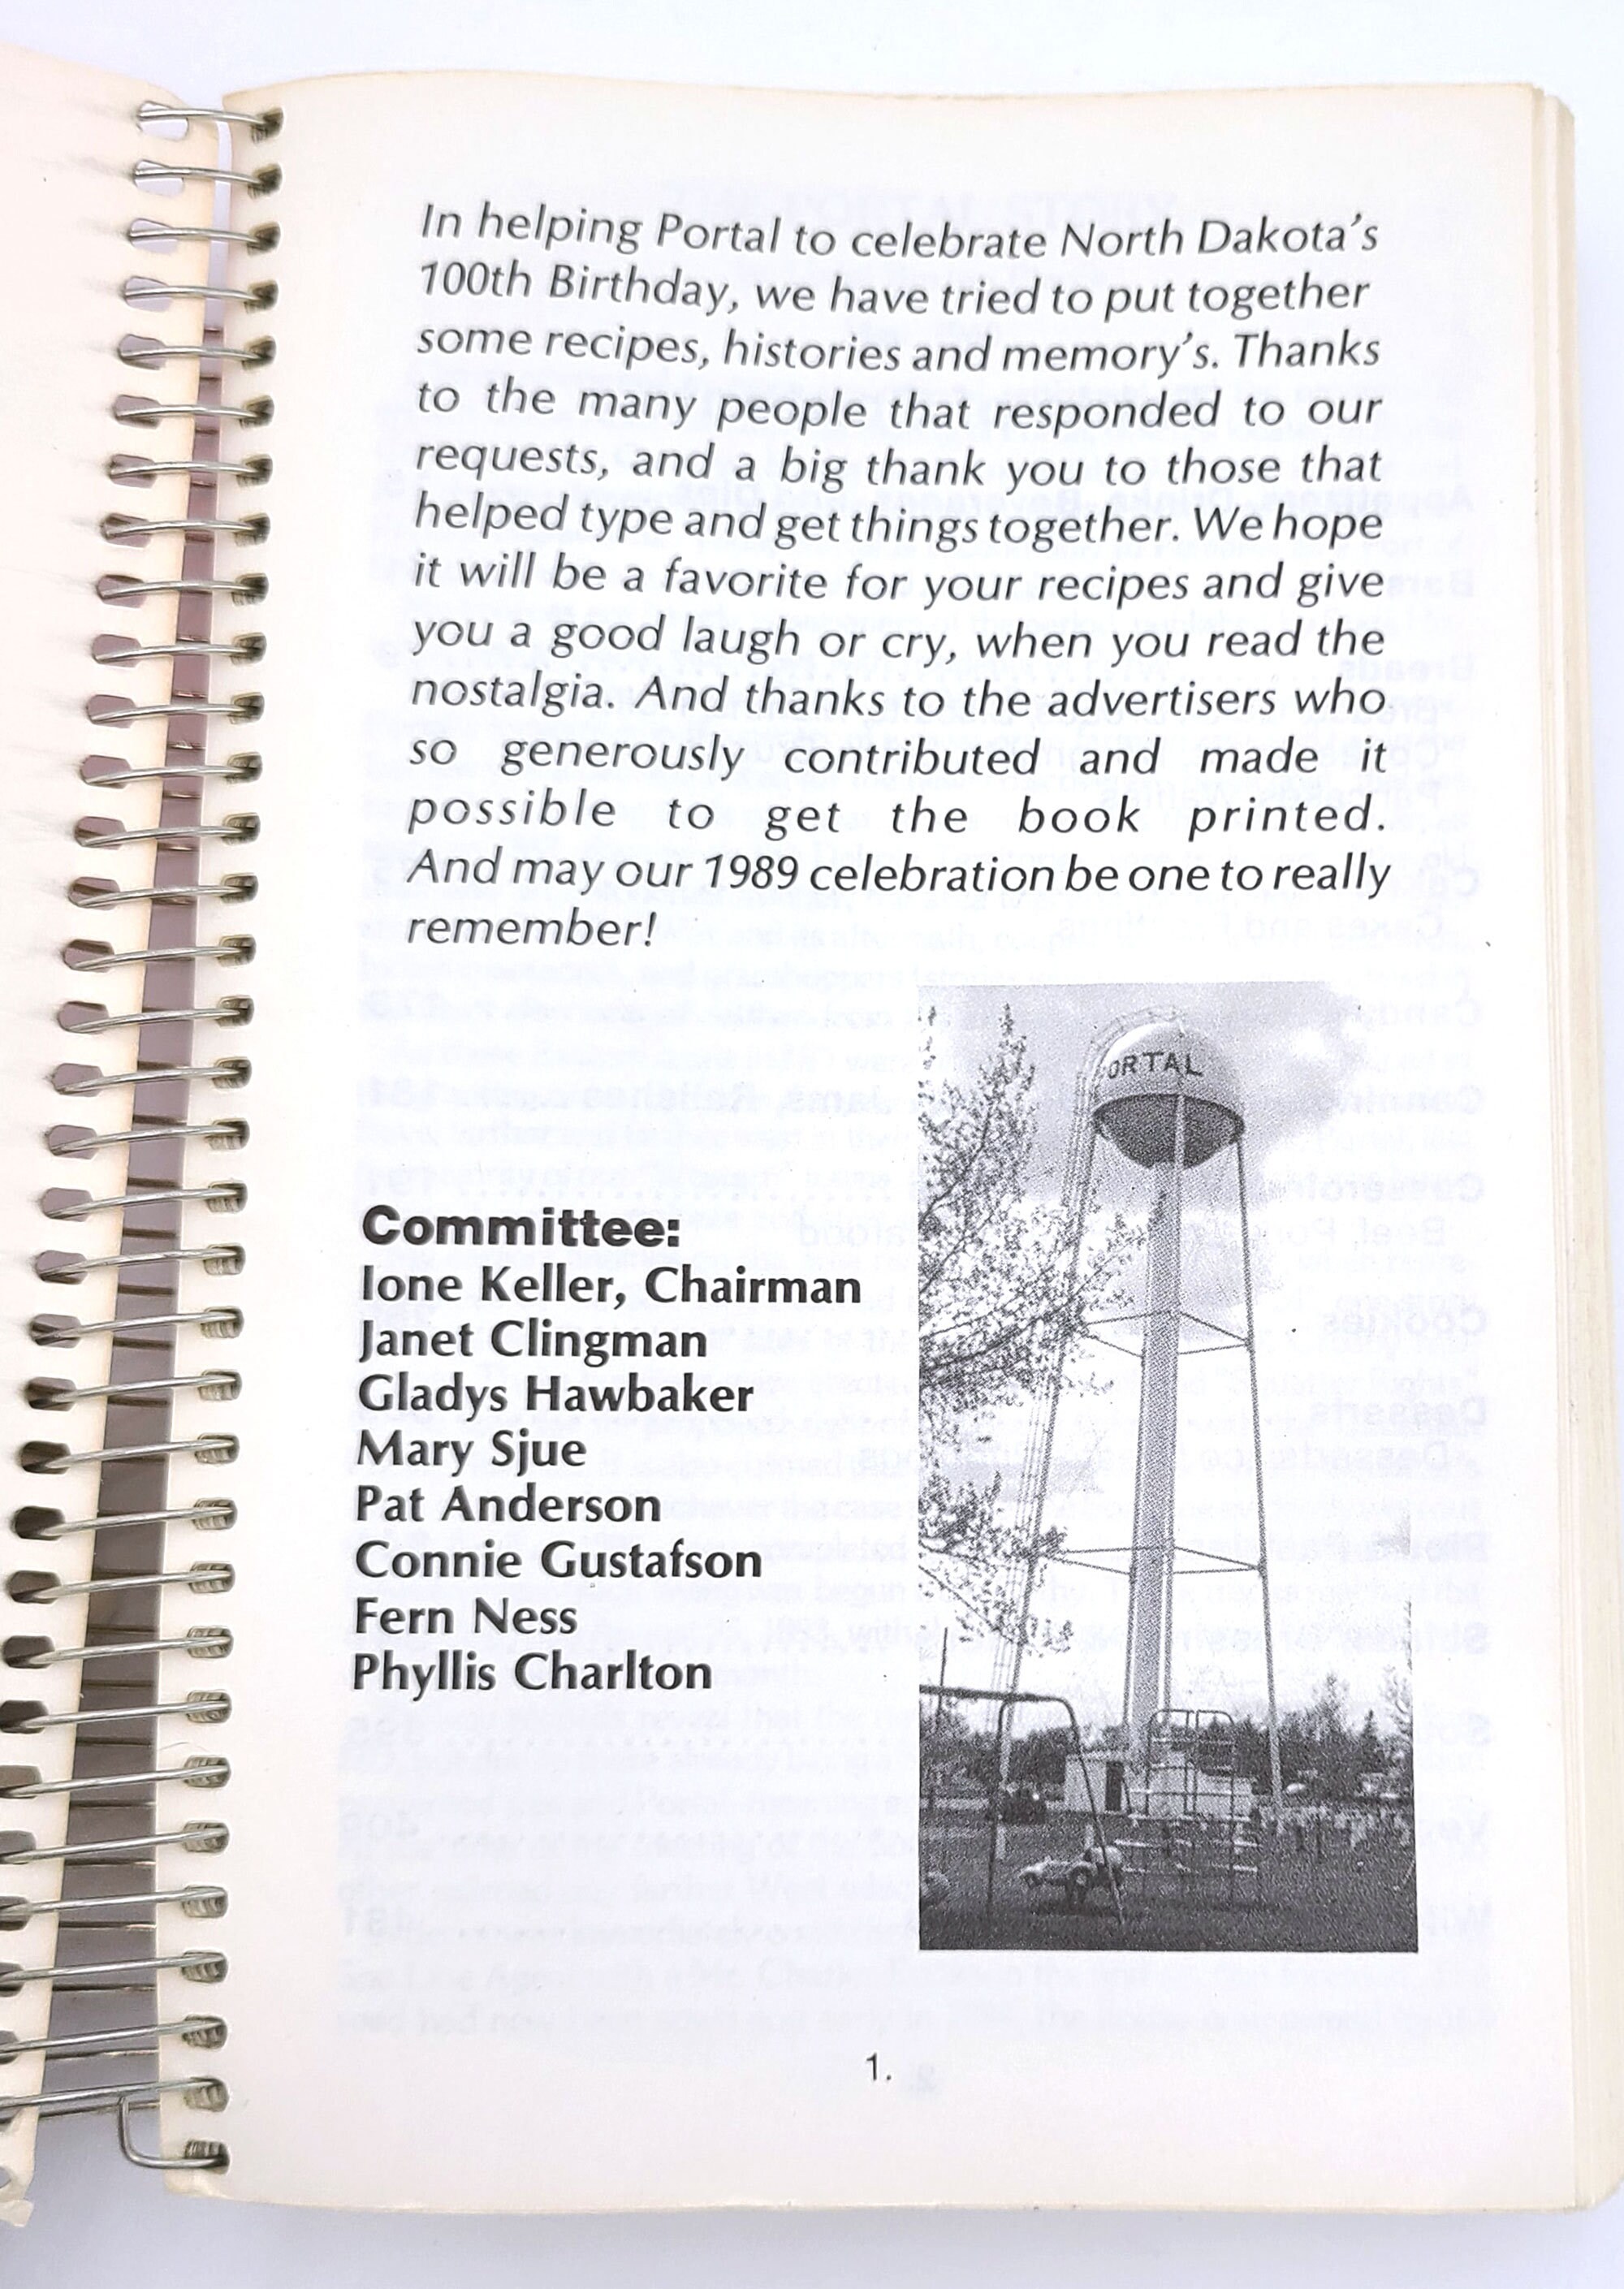 In helping Portal to celebrate North Dakota's
100th Birthday, we have tried to put together
some recipes, histories and memory's. Thanks
to the many people that responded to our
requests, and a big thank you to those that
helped type and get things together. We hope
it will be a favorite for your recipes and give
you a good laugh or cry, when you read the
nostalgia. And thanks to the advertisers who
so generously contributed and made it
possible to get the book printed.
And may our 1989 celebration be one to really
remember!
ORTAL
Committee:
Ione Keller, Chairman
Janet Clingman
Gladys Hawbaker
Mary Sjue
Pat Anderson
Connie Gustafson
Fern Ness
Phyllis Charlton
1.